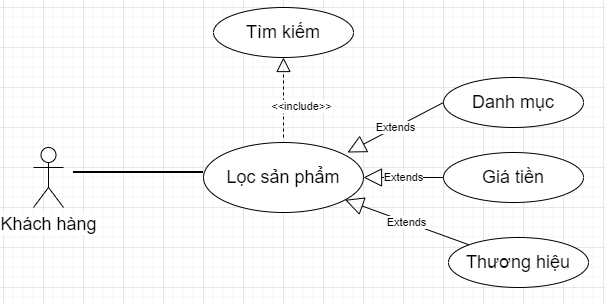 Tìm kiếm
<<include>>
Danh mục
Extends
Lọc sản phẩm
Extends
Giá tiền
Khách hàng
Extends
Thương hiệu